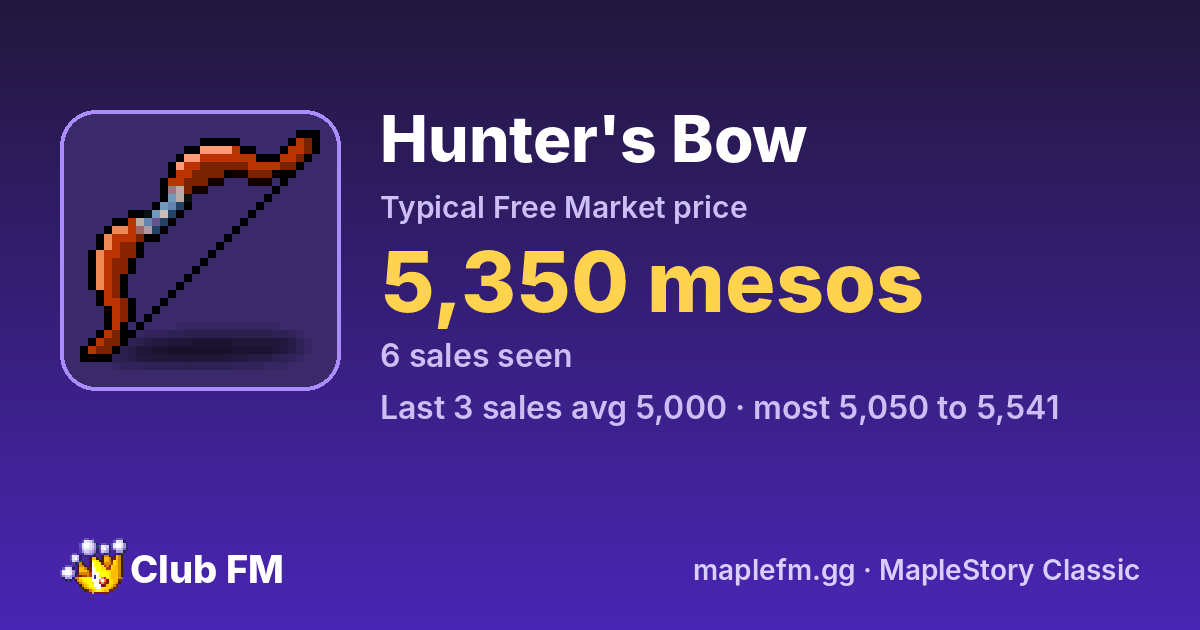 Hunter's Bow
Typical Free Market price
5,350 mesos
6 sales seen
Last 3 sales avg 5,000 · most 5,050 to 5,541
Club FM
maplefm.gg · MapleStory Classic